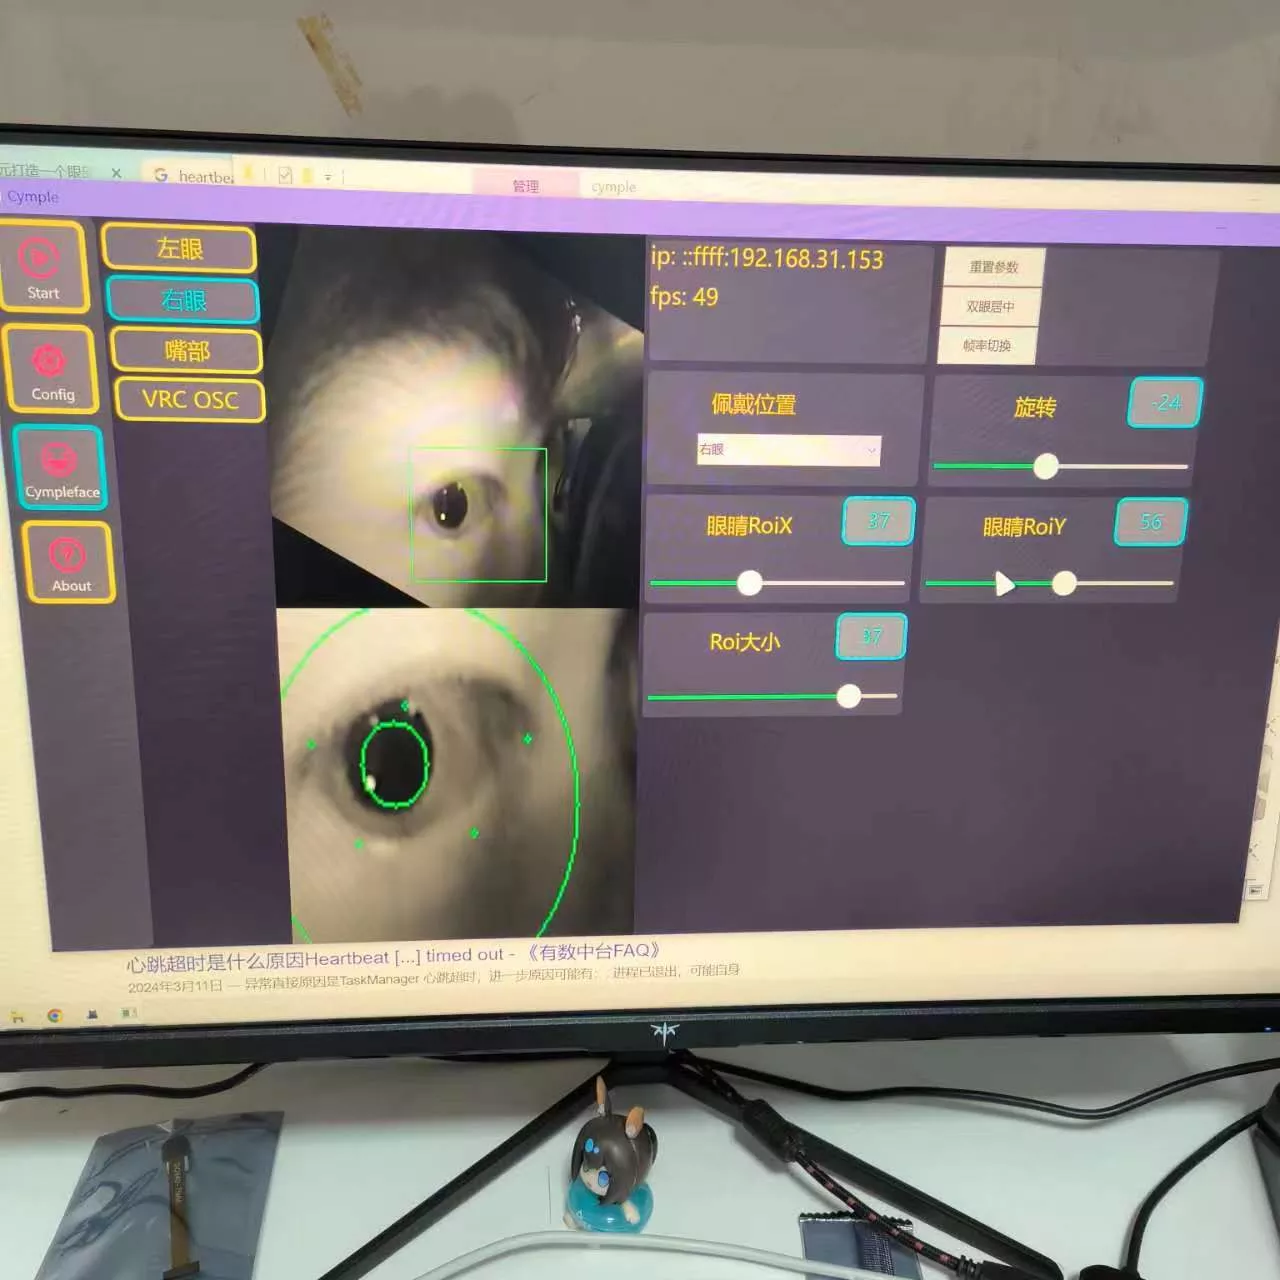 元打造一个眼
heartbe
管理
cymple
Cymple
Start
Config
Cympleface
About
左眼
右眼
嘴部
VRC OSC
ip: ::ffff:192.168.31.153
fps: 49
重置参数
双眼居中
帧率切换
佩戴位置
右眼
旋转
-24
眼睛RoiX
37
眼睛RoiY
56
Roi大小
37
心跳超时是什么原因Heartbeat [...] timed out - 《有数中台FAQ》
2024年3月11日 — 异常直接原因是TaskManager 心跳超时，进一步原因可能有： 进程已退出，可能自身